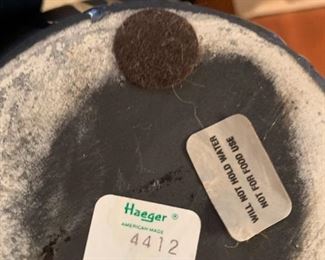 Haeger ®
AMERICAN MADE
4412
WILL NOT HOLD WATER
NOT FOR FOOD USE